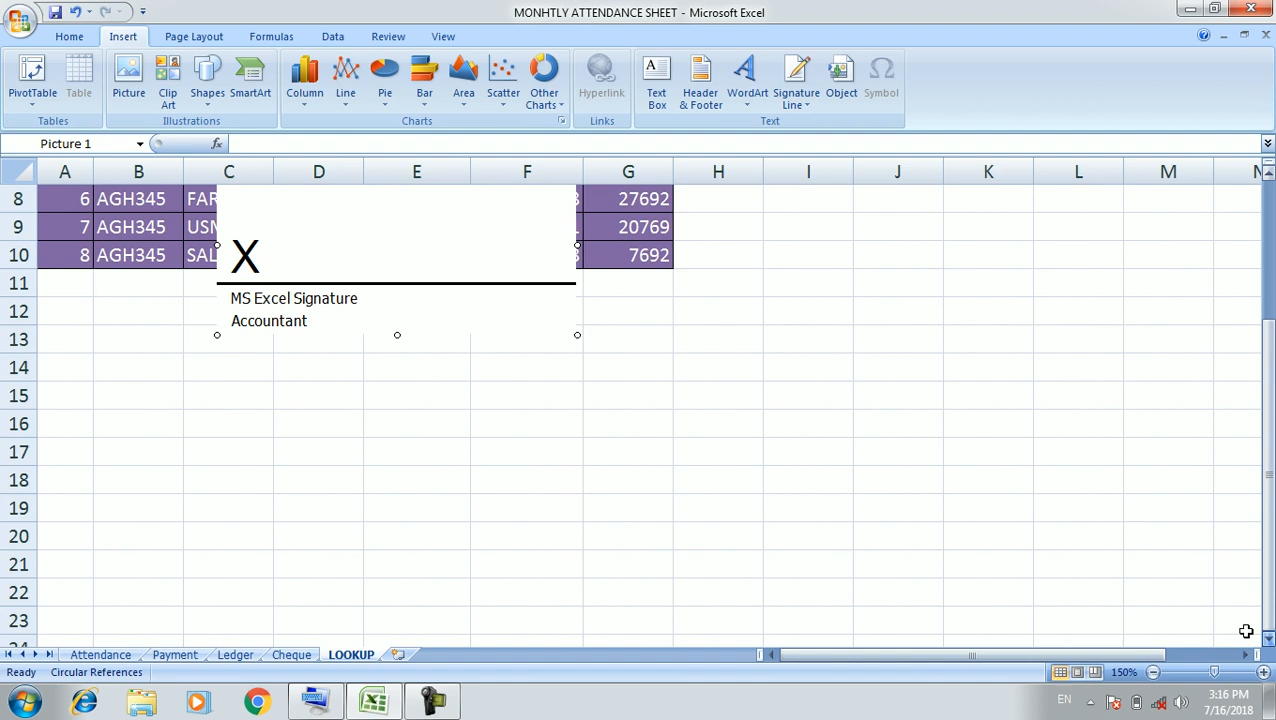 MONHTLY ATTENDANCE SHEET - Microsoft Excel
Home Insert Page Layout Formulas Data Review View
PivotTable Table Picture Clip Art Shapes SmartArt Column Line Pie Bar Area Scatter Other Charts Hyperlink Text Box Header & Footer WordArt Signature Line Object Symbol
Tables Illustrations Charts Links Text
Picture 1 fx
A B C D E F G H I J K L M N
8 6 AGH345 FAR 27692
9 7 AGH345 USM 20769
10 8 AGH345 SAL 7692
X
11
MS Excel Signature
12
Accountant
13
14
15
16
17
18
19
20
21
22
23
24
Attendance Payment Ledger Cheque LOOKUP
Ready Circular References 150%
EN 3:16 PM
7/16/2018